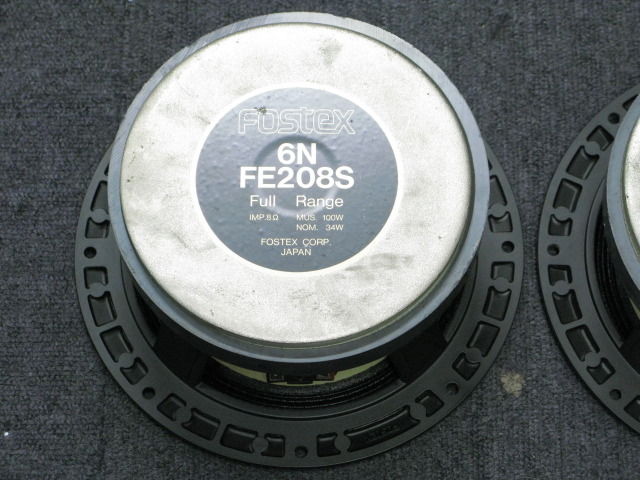 Fostex
6N
FE208S
Full Range
IMP.8Ω MUS. 100W
NOM. 34W
FOSTEX CORP.
JAPAN